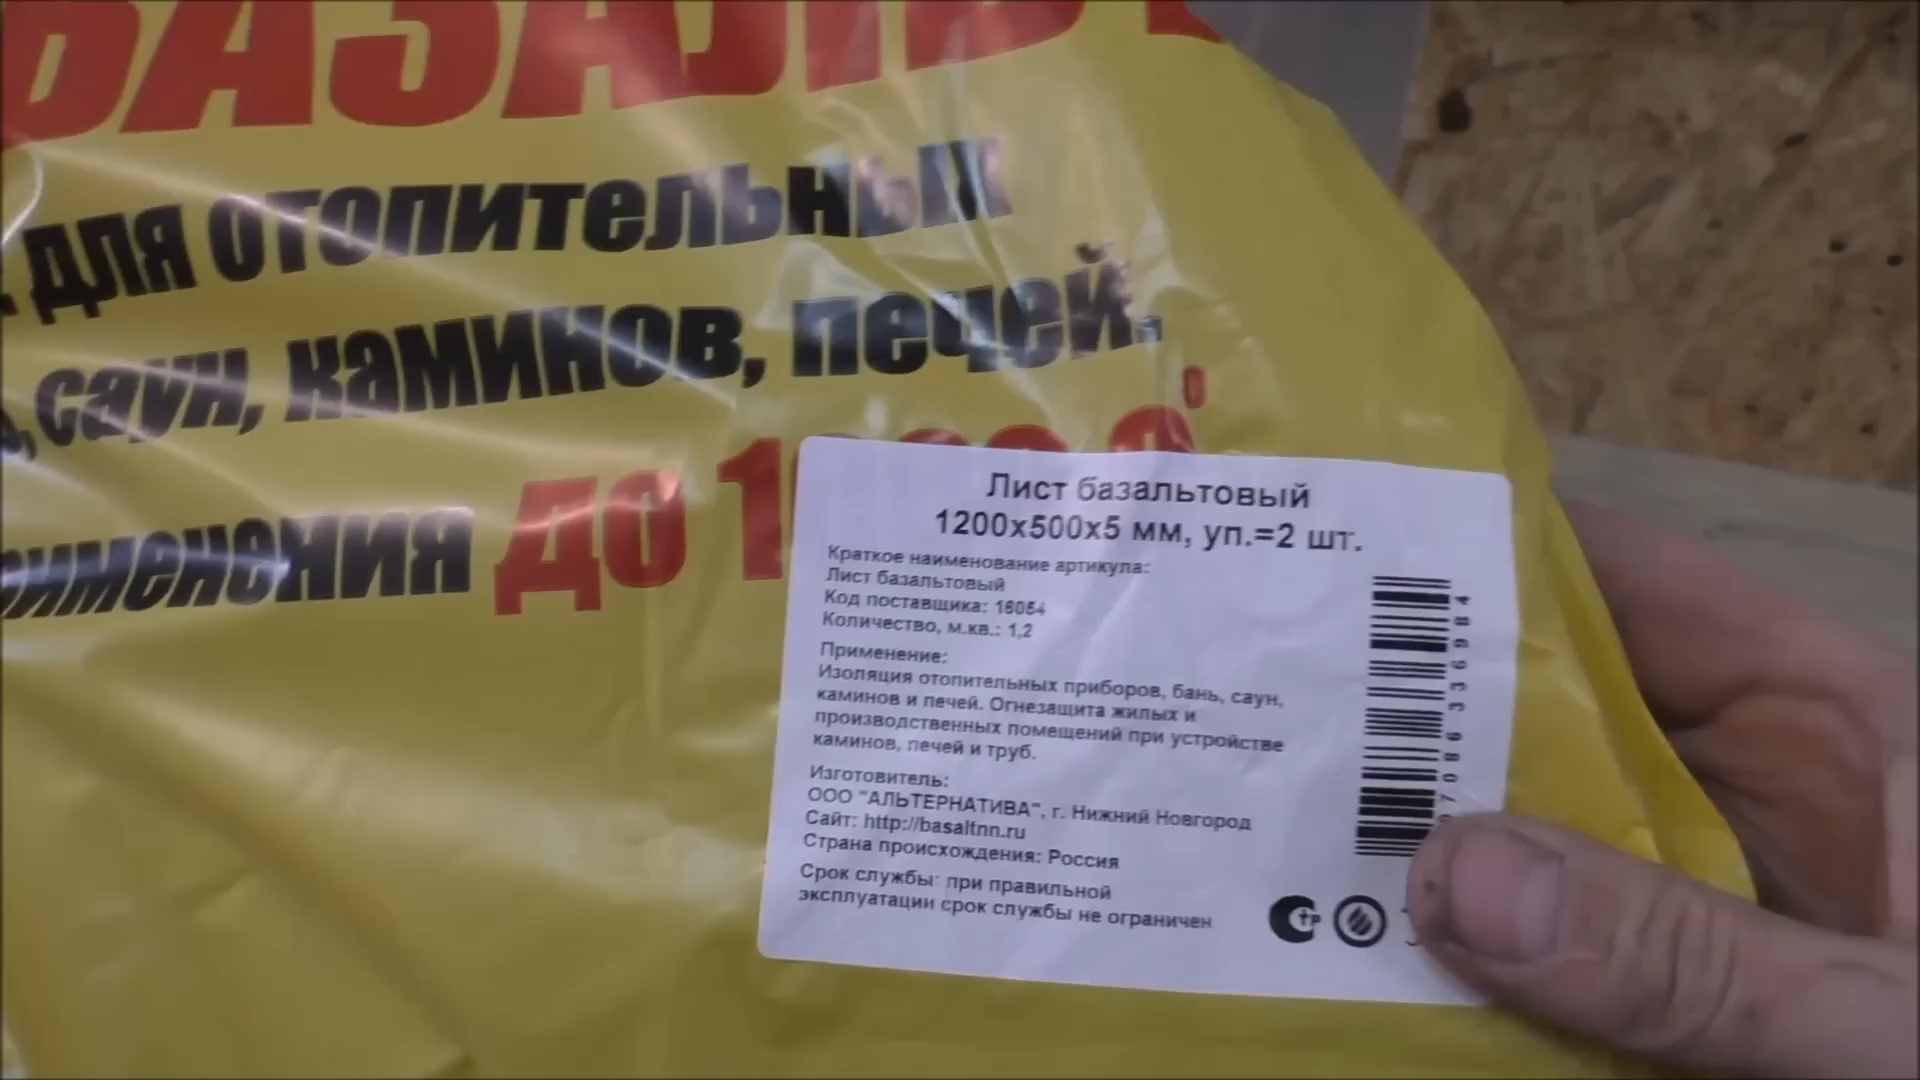 БАЗАЛЬТ
для отопительных
саун, каминов, печей.
применения до 1
Лист базальтовый
1200х500х5 мм, уп.=2 шт.
Краткое наименование артикула:
Лист базальтовый
Код поставщика: 16054
Количество, м.кв.: 1,2
Применение:
Изоляция отопительных приборов, бань, саун,
каминов и печей. Огнезащита жилых и
производственных помещений при устройстве
каминов, печей и труб.
Изготовитель:
ООО "АЛЬТЕРНАТИВА", г. Нижний Новгород
Сайт: http://basaltnn.ru
Страна происхождения: Россия
Срок службы: при правильной
эксплуатации срок службы не ограничен